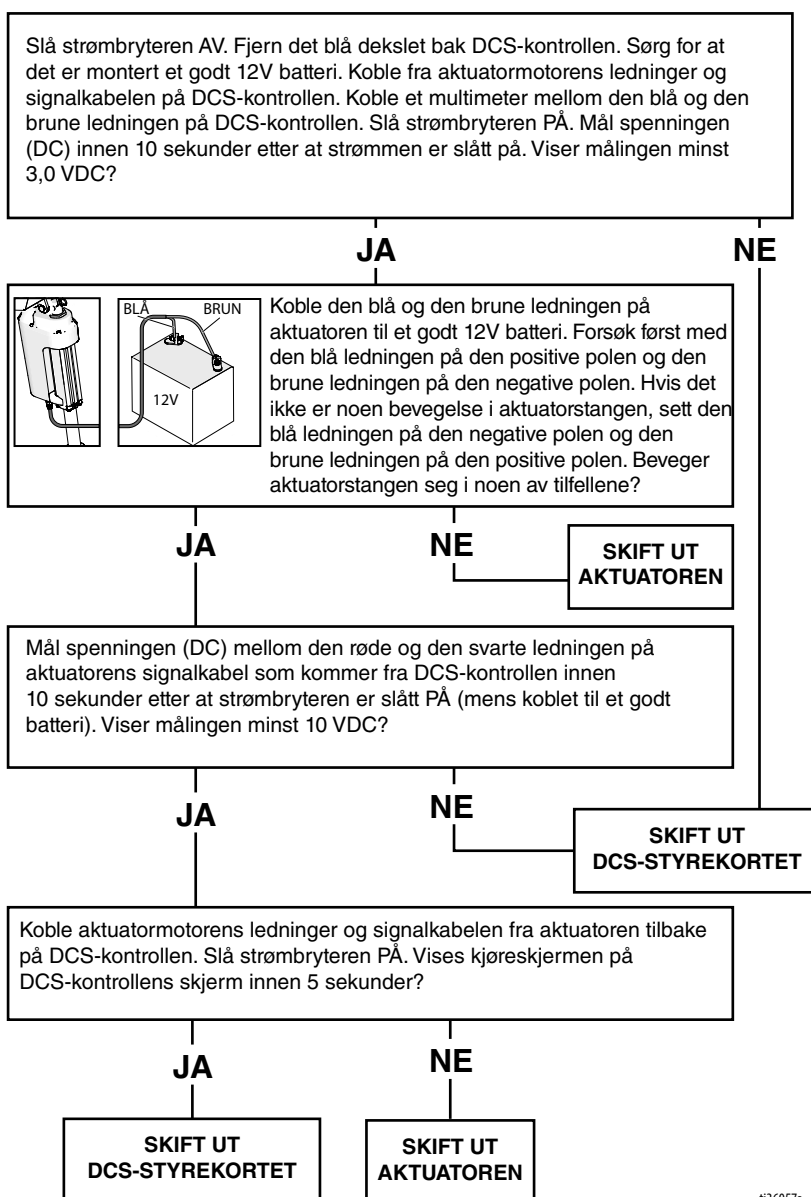 Slå strømbryteren AV. Fjern det blå dekslet bak DCS-kontrollen. Sørg for at
det er montert et godt 12V batteri. Koble fra aktuatormotorens ledninger og
signalkabelen på DCS-kontrollen. Koble et multimeter mellom den blå og den
brune ledningen på DCS-kontrollen. Slå strømbryteren PÅ. Mål spenningen
(DC) innen 10 sekunder etter at strømmen er slått på. Viser målingen minst
3,0 VDC?
JA
NE
BLÅ
BRUN
12V
Koble den blå og den brune ledningen på
aktuatoren til et godt 12V batteri. Forsøk først med
den blå ledningen på den positive polen og den
brune ledningen på den negative polen. Hvis det
ikke er noen bevegelse i aktuatorstangen, sett den
blå ledningen på den negative polen og den
brune ledningen på den positive polen. Beveger
aktuatorstangen seg i noen av tilfellene?
JA
NE
SKIFT UT
AKTUATOREN
Mål spenningen (DC) mellom den røde og den svarte ledningen på
aktuatorens signalkabel som kommer fra DCS-kontrollen innen
10 sekunder etter at strømbryteren er slått PÅ (mens koblet til et godt
batteri). Viser målingen minst 10 VDC?
JA
NE
SKIFT UT
DCS-STYREKORTET
Koble aktuatormotorens ledninger og signalkabelen fra aktuatoren tilbake
på DCS-kontrollen. Slå strømbryteren PÅ. Vises kjøreskjermen på
DCS-kontrollens skjerm innen 5 sekunder?
JA
NE
SKIFT UT
DCS-STYREKORTET
SKIFT UT
AKTUATOREN